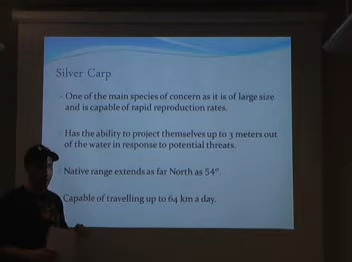 Silver Carp
One of the main species of concern as it is of large size
and is capable of rapid reproduction rates.
Has the ability to project themselves up to 3 meters out
of the water in response to potential threats.
Native range extends as far North as 54°.
Capable of travelling up to 64 km a day.